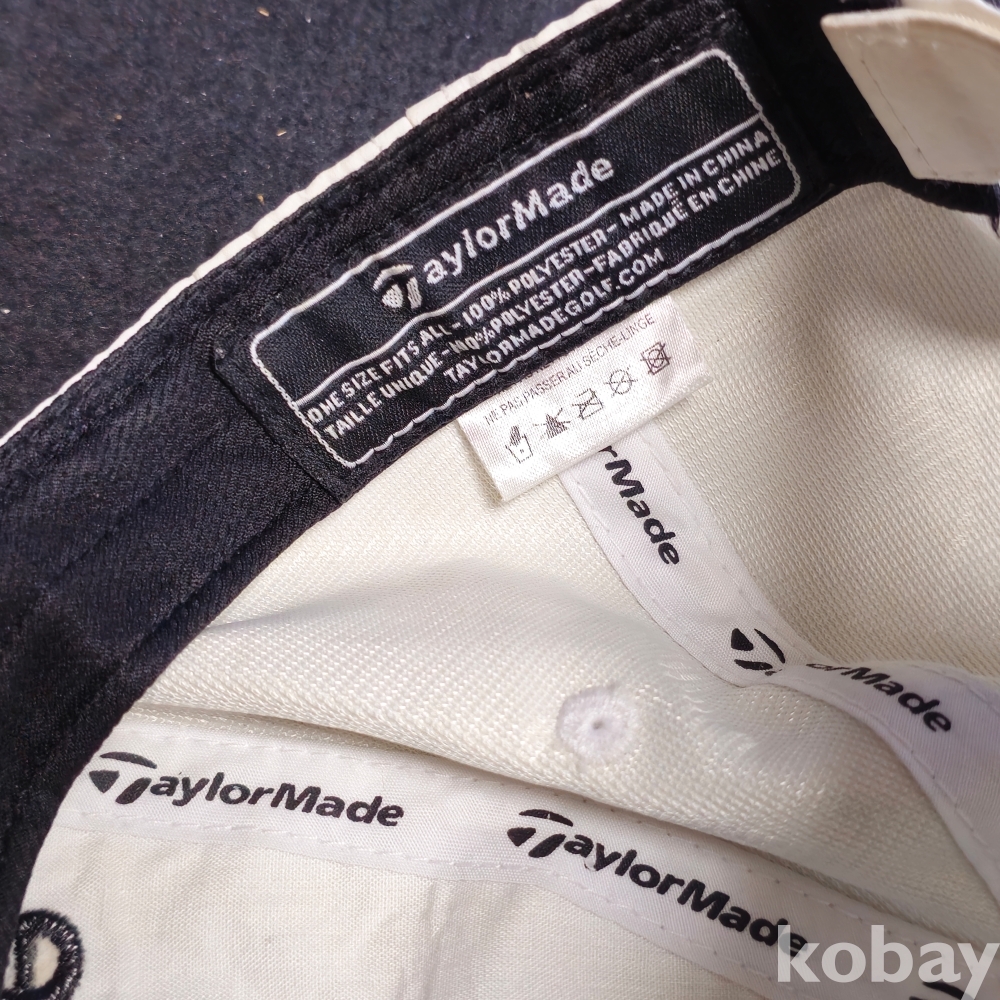 TaylorMade
ONE SIZE FITS ALL - 100% POLYESTER - MADE IN CHINA
TAILLE UNIQUE - 100% POLYESTER - FABRIQUÉ EN CHINE
TAYLORMADEGOLF.COM
NE PAS PASSER AU SÈCHE-LINGE
rMade
orMade
TaylorMade
TaylorMade
kobay